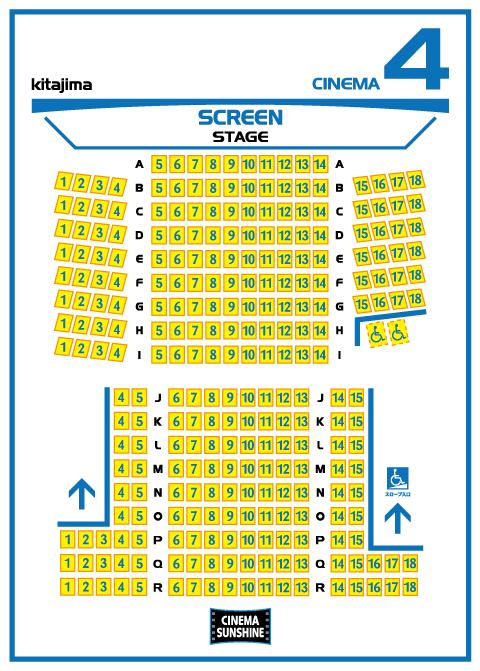 4
kitajima CINEMA
SCREEN
STAGE
A 5 6 7 8 9 10 11 12 13 14 A
1 2 3 4 B 5 6 7 8 9 10 11 12 13 14 B 15 16 17 18
1 2 3 4 C 5 6 7 8 9 10 11 12 13 14 C 15 16 17 18
1 2 3 4 D 5 6 7 8 9 10 11 12 13 14 D 15 16 17 18
1 2 3 4 E 5 6 7 8 9 10 11 12 13 14 E 15 16 17 18
1 2 3 4 F 5 6 7 8 9 10 11 12 13 14 F 15 16 17 18
1 2 3 4 G 5 6 7 8 9 10 11 12 13 14 G 15 16 17 18
1 2 3 4 H 5 6 7 8 9 10 11 12 13 14 H
1 2 3 4 I 5 6 7 8 9 10 11 12 13 14 I
4 5 J 6 7 8 9 10 11 12 13 J 14 15
4 5 K 6 7 8 9 10 11 12 13 K 14 15
4 5 L 6 7 8 9 10 11 12 13 L 14 15
4 5 M 6 7 8 9 10 11 12 13 M 14 15
4 5 N 6 7 8 9 10 11 12 13 N 14 15
スロープ入口
4 5 O 6 7 8 9 10 11 12 13 O 14 15
1 2 3 4 5 P 6 7 8 9 10 11 12 13 P 14 15
1 2 3 4 5 Q 6 7 8 9 10 11 12 13 Q 14 15 16 17 18
1 2 3 4 5 R 6 7 8 9 10 11 12 13 R 14 15 16 17 18
CINEMA
SUNSHINE